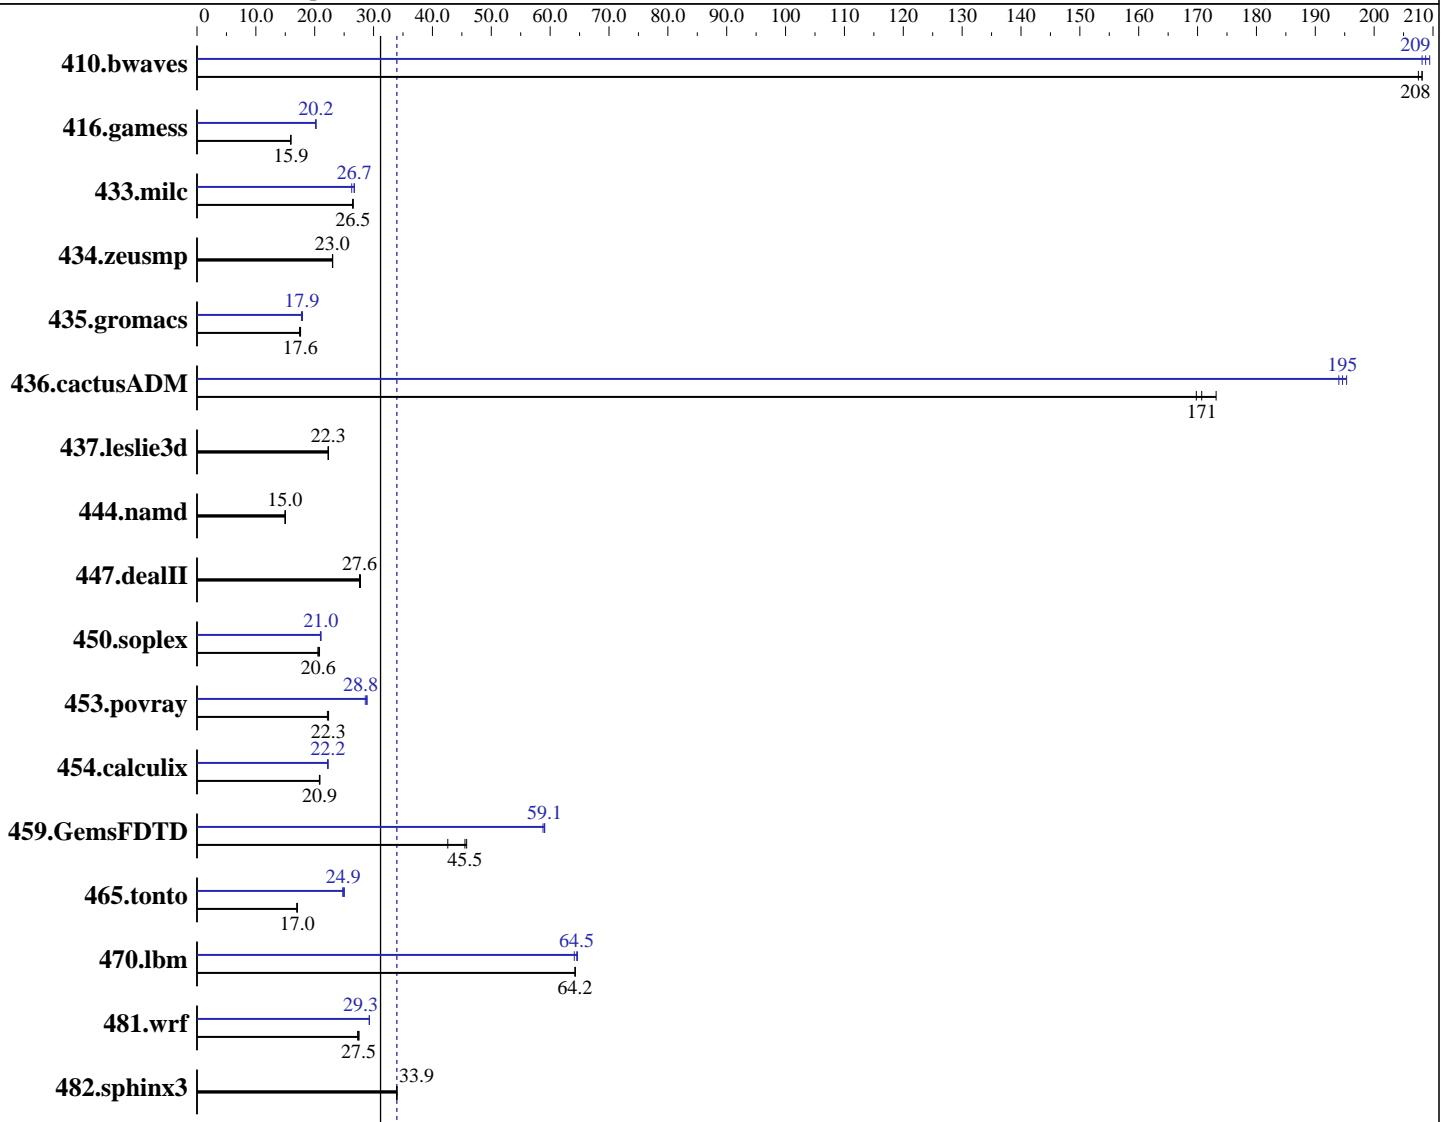 0 10.0 20.0 30.0 40.0 50.0 60.0 70.0 80.0 90.0 100 110 120 130 140 150 160 170 180 190 200 210
209
410.bwaves
208
20.2
416.gamess
15.9
26.7
433.milc
26.5
23.0
434.zeusmp
17.9
435.gromacs
17.6
195
436.cactusADM
171
22.3
437.leslie3d
15.0
444.namd
27.6
447.dealII
21.0
450.soplex
20.6
28.8
453.povray
22.3
22.2
454.calculix
20.9
59.1
459.GemsFDTD
45.5
24.9
465.tonto
17.0
64.5
470.lbm
64.2
29.3
481.wrf
27.5
33.9
482.sphinx3